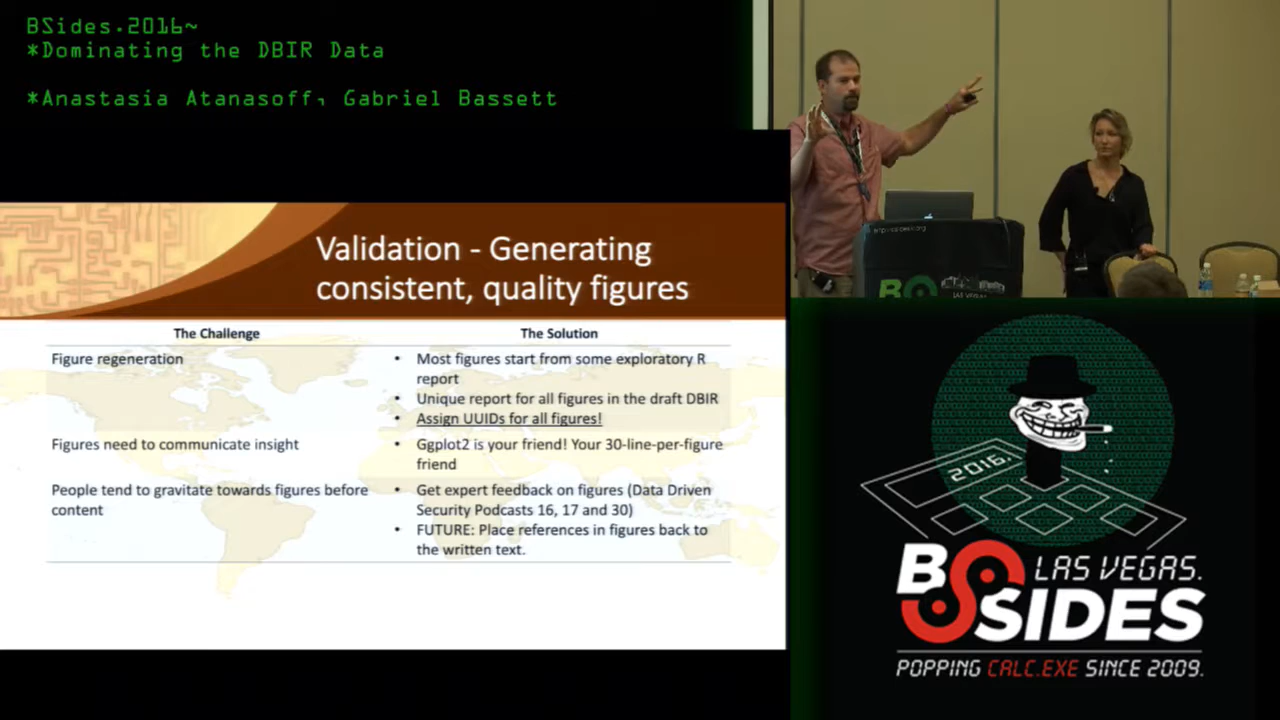 BSides.2016~
*Dominating the DBIR Data
*Anastasia Atanasoff, Gabriel Bassett
Validation - Generating
consistent, quality figures
The Challenge
The Solution
Figure regeneration
• Most figures start from some exploratory R
report
• Unique report for all figures in the draft DBIR
• Assign UUIDs for all figures!
Figures need to communicate insight
• Ggplot2 is your friend! Your 30-line-per-figure
friend
People tend to gravitate towards figures before
content
• Get expert feedback on figures (Data Driven
Security Podcasts 16, 17 and 30)
• FUTURE: Place references in figures back to
the written text.
LAS VEGAS
2016.
BSIDES
LAS VEGAS.
POPPING CALC.EXE SINCE 2009.